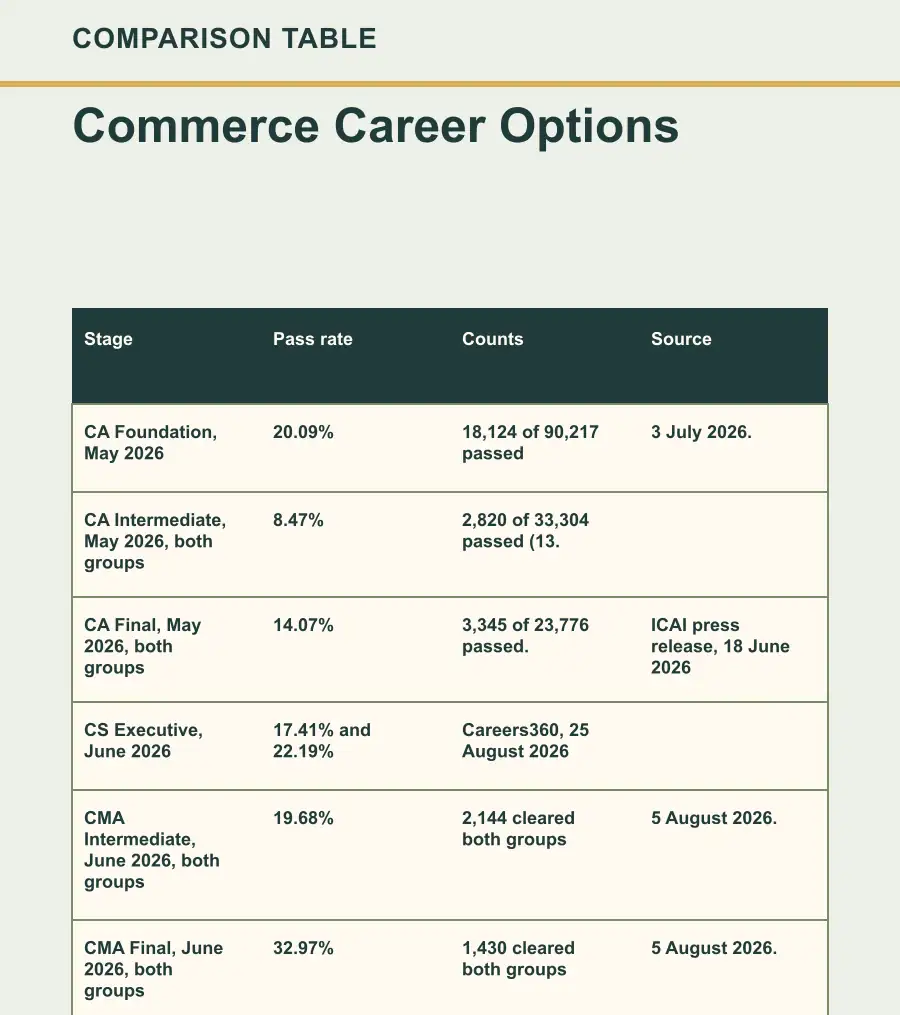 COMPARISON TABLE
Commerce Career Options
Stage Pass rate Counts Source
CA Foundation, 20.09% 18,124 of 90,217 3 July 2026.
May 2026 passed
CA Intermediate, 8.47% 2,820 of 33,304
May 2026, both passed (13.
groups
CA Final, May 14.07% 3,345 of 23,776 ICAI press
2026, both passed. release, 18 June
groups 2026
CS Executive, 17.41% and Careers360, 25
June 2026 22.19% August 2026
CMA 19.68% 2,144 cleared 5 August 2026.
Intermediate, both groups
June 2026, both
groups
CMA Final, June 32.97% 1,430 cleared 5 August 2026.
2026, both both groups
groups